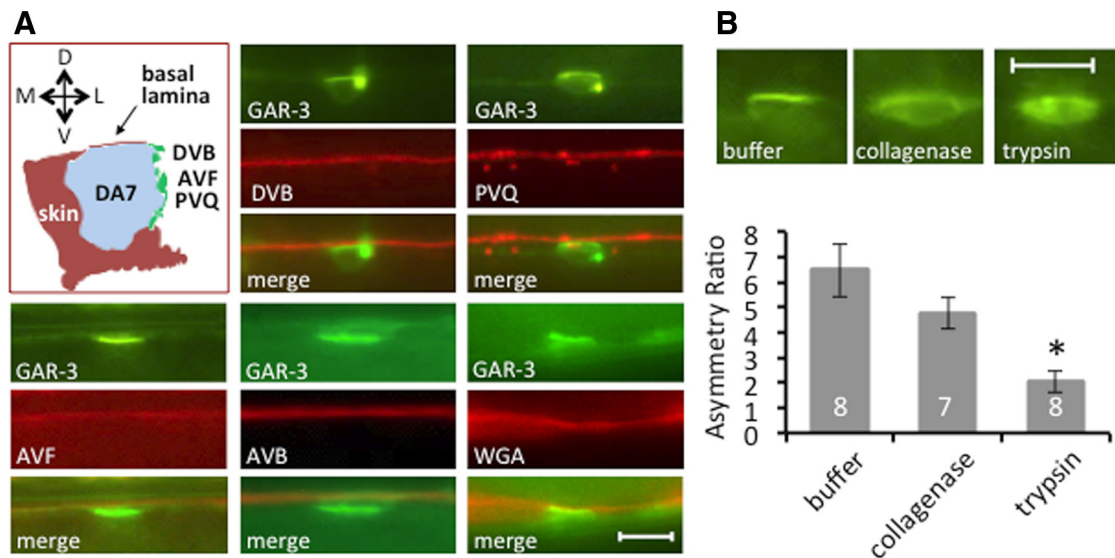 A
D
M
L
V
basal
lamina
DVB
AVF
PVQ
DA7
skin
GAR-3
GAR-3
DVB
PVQ
merge
merge
GAR-3
GAR-3
GAR-3
AVF
AVB
WGA
merge
merge
merge
B
buffer
collagenase
trypsin
Asymmetry Ratio
8
7
6
5
4
3
2
1
0
8
7
*
8
buffer
collagenase
trypsin